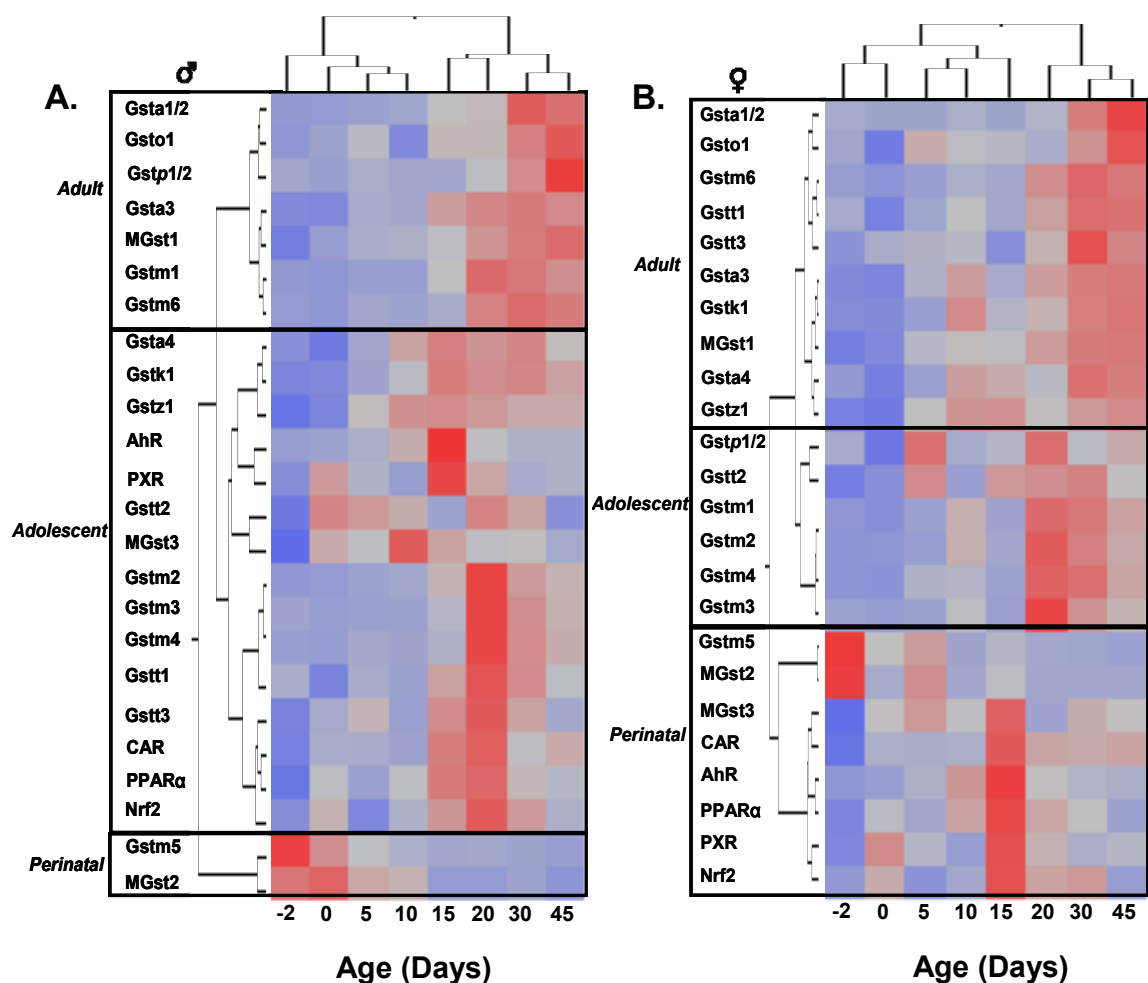 A.
♂
Adult
Gsta1/2
Gsto1
Gstp1/2
Gsta3
MGst1
Gstm1
Gstm6
Adolescent
Gsta4
Gstk1
Gstz1
AhR
PXR
Gstt2
MGst3
Gstm2
Gstm3
Gstm4
Gstt1
Gstt3
CAR
PPARα
Nrf2
Perinatal
Gstm5
MGst2
-2 0 5 10 15 20 30 45
Age (Days)
B.
♀
Adult
Gsta1/2
Gsto1
Gstm6
Gstt1
Gstt3
Gsta3
Gstk1
MGst1
Gsta4
Gstz1
Adolescent
Gstp1/2
Gstt2
Gstm1
Gstm2
Gstm4
Gstm3
Perinatal
Gstm5
MGst2
MGst3
CAR
AhR
PPARα
PXR
Nrf2
-2 0 5 10 15 20 30 45
Age (Days)